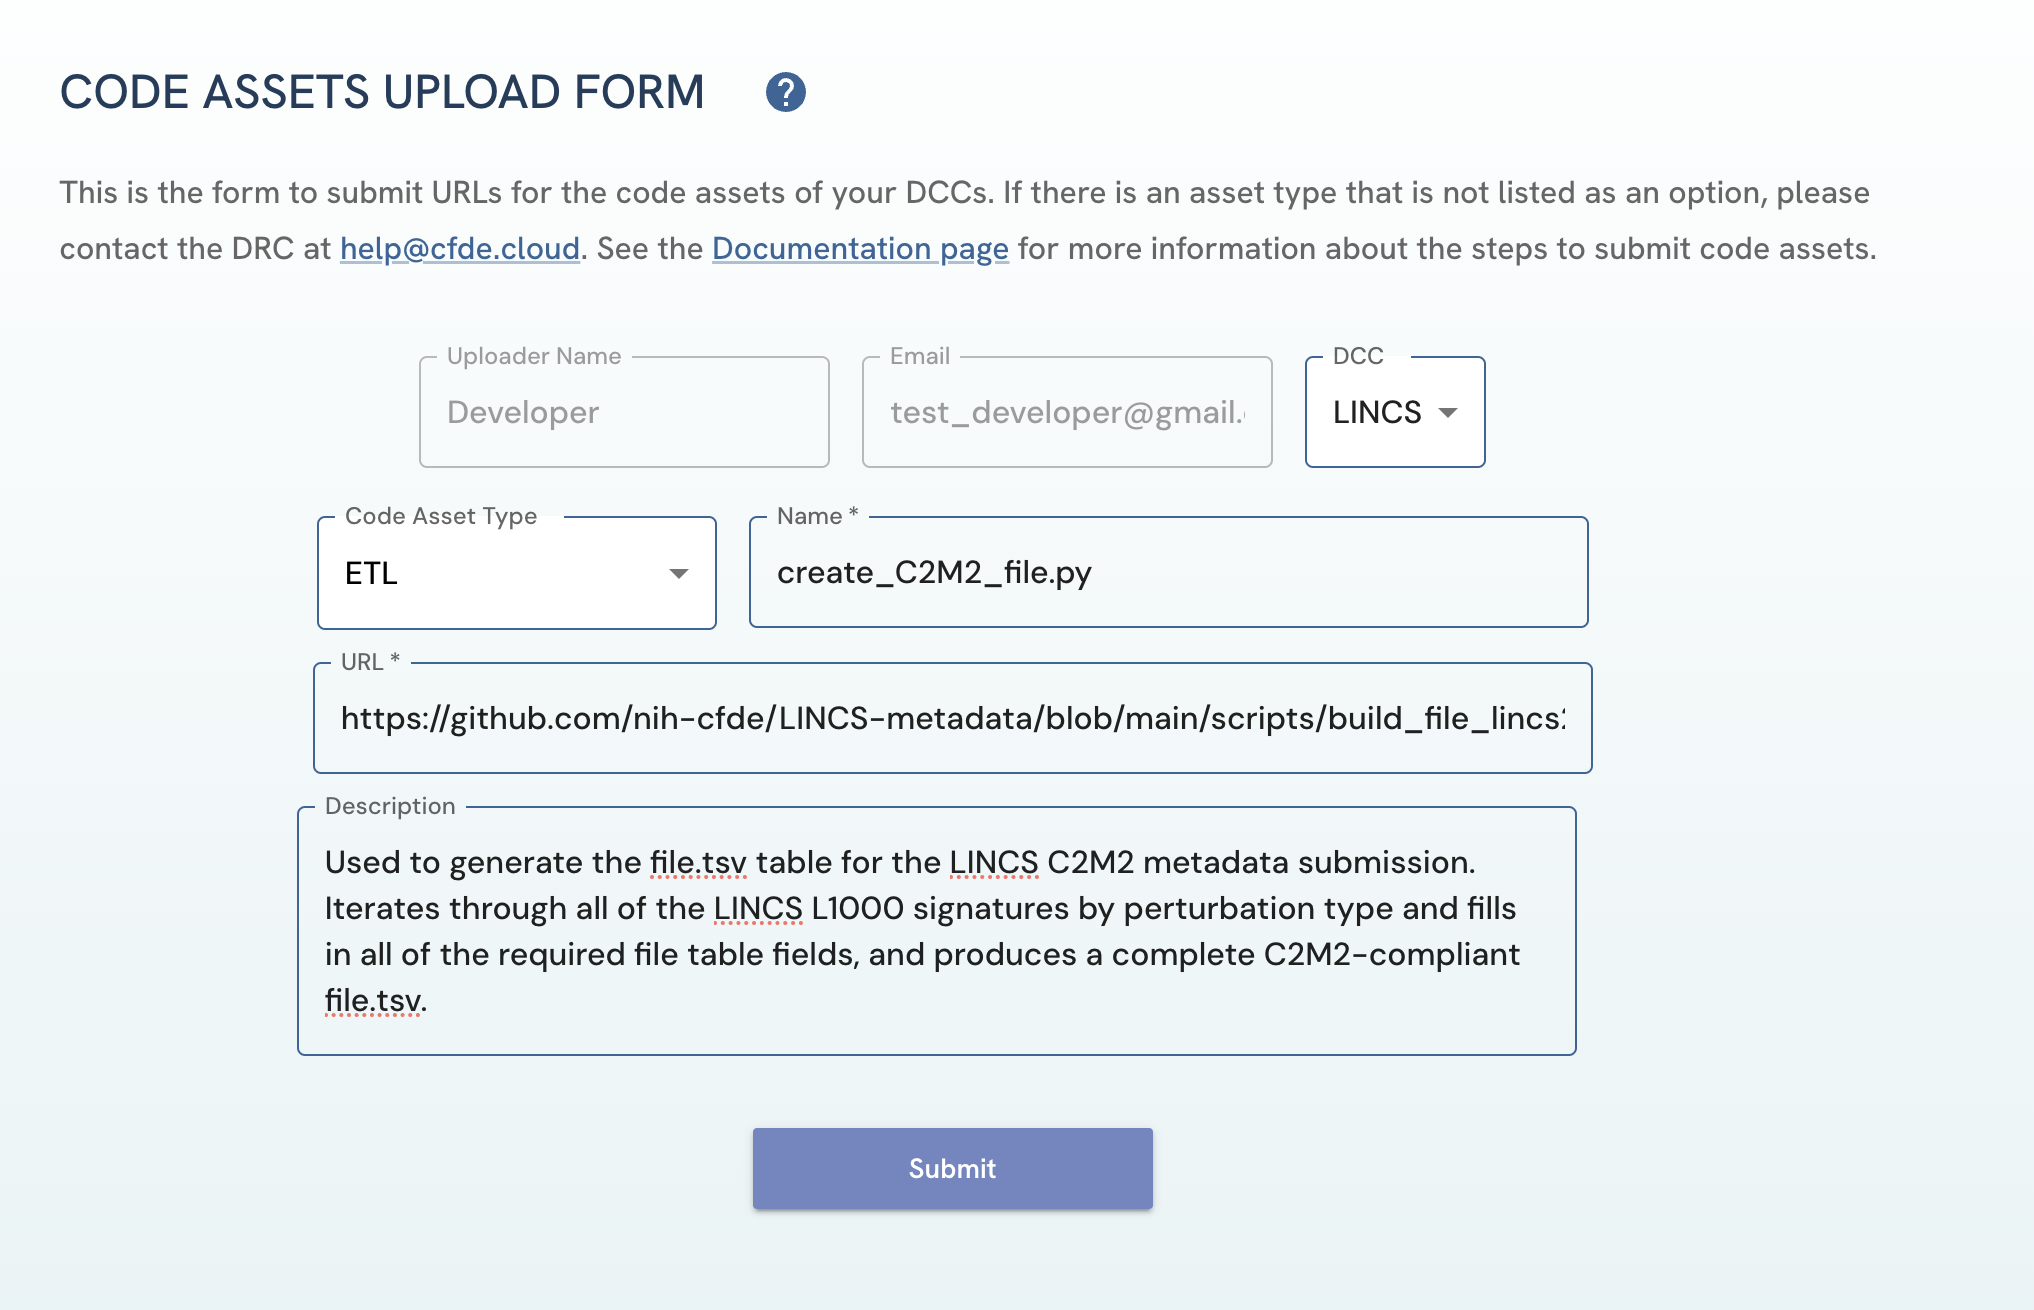 CODE ASSETS UPLOAD FORM ?
This is the form to submit URLs for the code assets of your DCCs. If there is an asset type that is not listed as an option, please
contact the DRC at help@cfde.cloud. See the Documentation page for more information about the steps to submit code assets.
Uploader Name Email DCC
Developer test_developer@gmail. LINCS
Code Asset Type Name *
ETL create_C2M2_file.py
URL *
https://github.com/nih-cfde/LINCS-metadata/blob/main/scripts/build_file_lincs
Description
Used to generate the file.tsv table for the LINCS C2M2 metadata submission.
Iterates through all of the LINCS L1000 signatures by perturbation type and fills
in all of the required file table fields, and produces a complete C2M2-compliant
file.tsv.
Submit